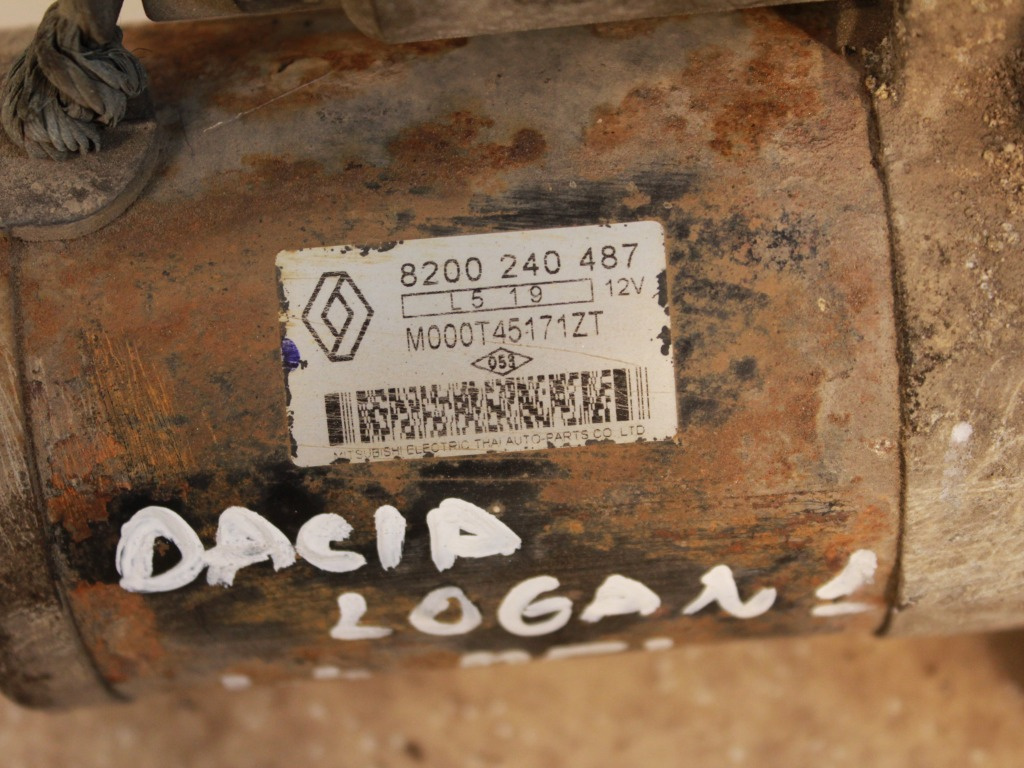 8200 240 487
L5 19 12V
M000T45171ZT
053
MITSUBISHI ELECTRIC THAI AUTO-PARTS CO. LTD
DACIA
LOGAN 1